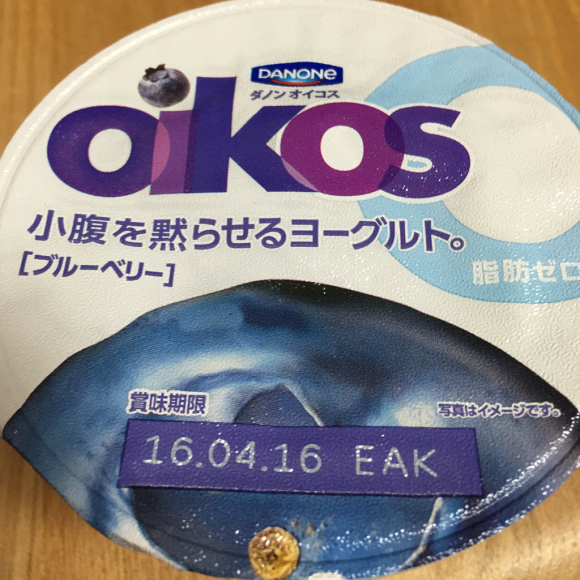 DANONE
ダノン オイコス
oikos
小腹を黙らせるヨーグルト。
[ブルーベリー]
脂肪ゼロ
賞味期限
写真はイメージです。
16.04.16 EAK